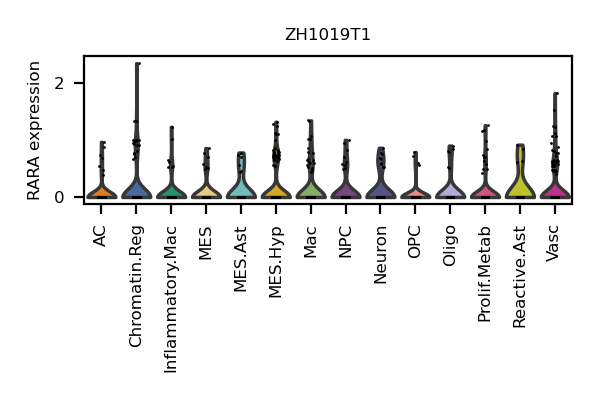 ZH1019T1
RARA expression
2
0
AC
Chromatin.Reg
Inflammatory.Mac
MES
MES.Ast
MES.Hyp
Mac
NPC
Neuron
OPC
Oligo
Prolif.Metab
Reactive.Ast
Vasc